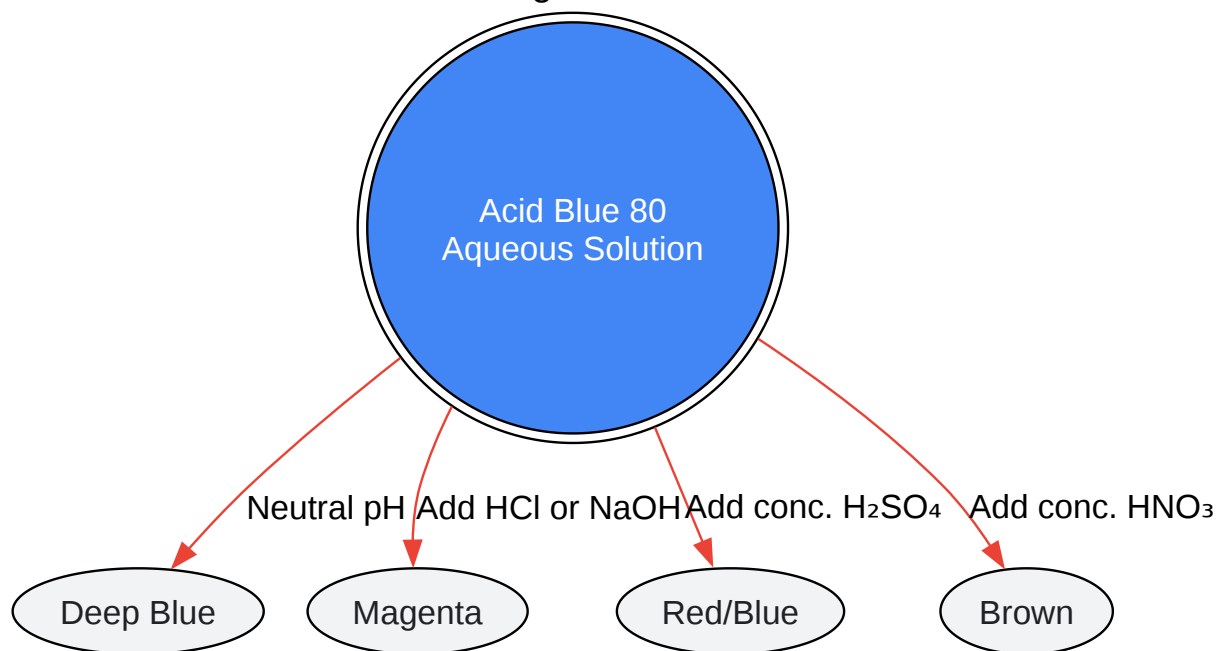 Acid Blue 80
Aqueous Solution
Neutral pH
Add HCl or NaOH
Add conc. H₂SO₄
Add conc. HNO₃
Deep Blue
Magenta
Red/Blue
Brown